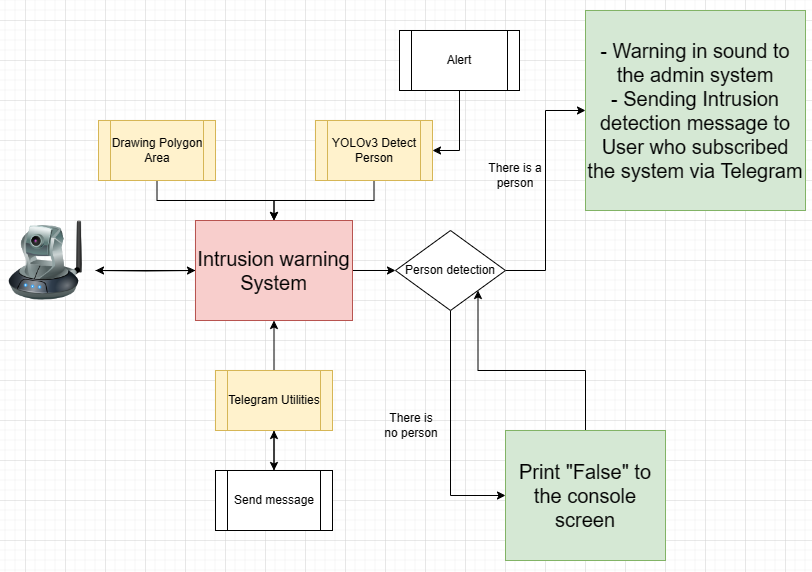 Alert
- Warning in sound to
the admin system
- Sending Intrusion
detection message to
User who subscribed
the system via Telegram
Drawing Polygon
Area
YOLOv3 Detect
Person
There is a
person
Intrusion warning
System
Person detection
Telegram Utilities
There is
no person
Send message
Print "False" to
the console
screen